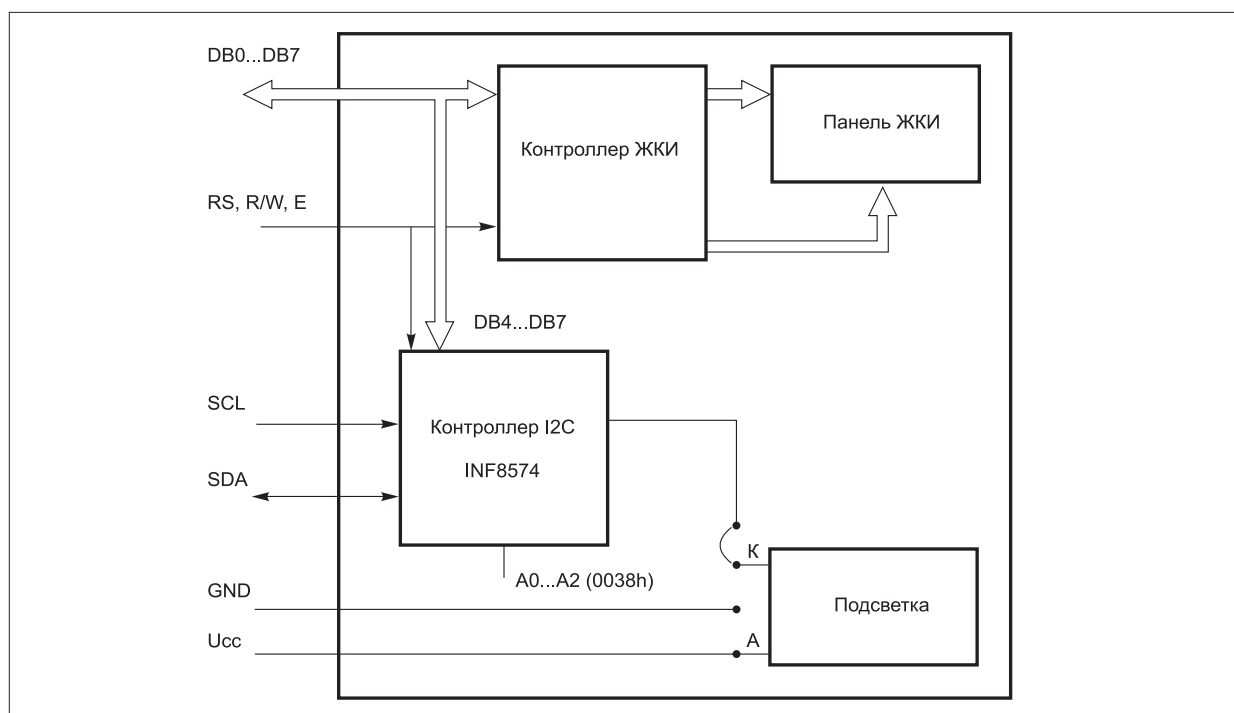 DB0...DB7
Контроллер ЖКИ
Панель ЖКИ
RS, R/W, E
DB4...DB7
SCL
Контроллер I2C
INF8574
SDA
К
A0...A2 (0038h)
GND
Подсветка
Ucc
А